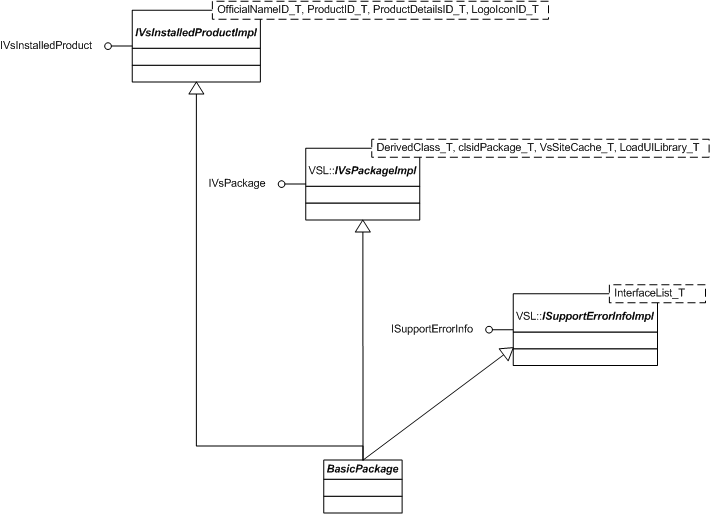 OfficialNameID_T, ProductID_T, ProductDetailsID_T, LogoIconID_T
IVsInstalledProductImpl
IVsInstalledProduct
DerivedClass_T, clsidPackage_T, VsSiteCache_T, LoadUILibrary_T
VSL::IVsPackageImpl
IVsPackage
InterfaceList_T
VSL::ISupportErrorInfoImpl
ISupportErrorInfo
BasicPackage